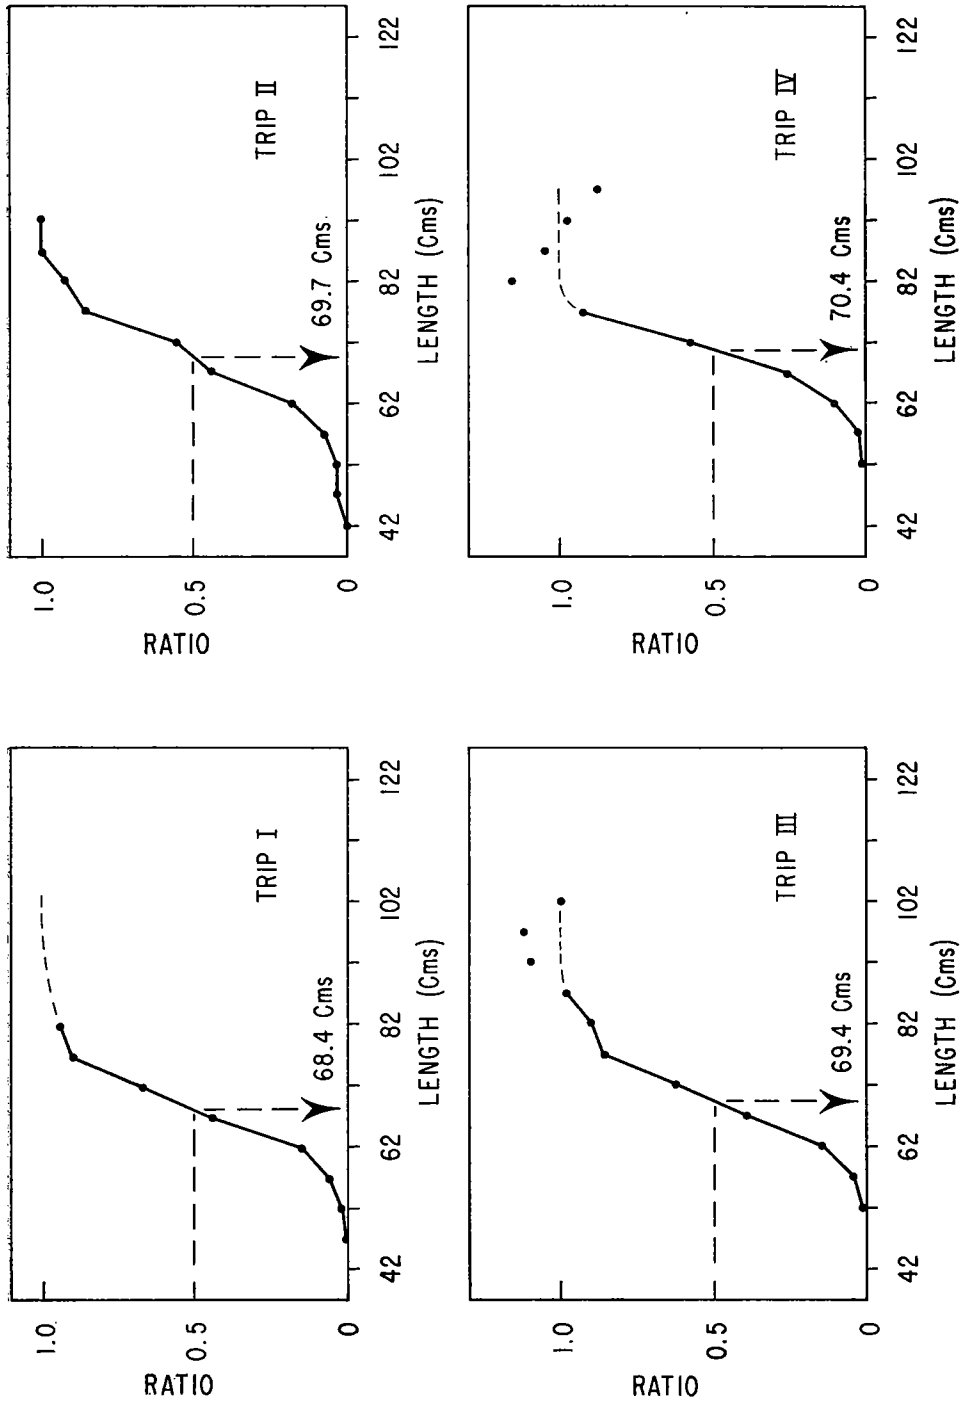 TRIP I
1.0
0.5
0
RATIO
68.4 Cms
42 62 82 102 122
LENGTH (Cms)
TRIP II
1.0
0.5
0
RATIO
69.7 Cms.
42 62 82 102 122
LENGTH (Cms)
TRIP III
1.0
0.5
0
RATIO
69.4 Cms
42 62 82 102 122
LENGTH (Cms)
TRIP IV
1.0
0.5
0
RATIO
70.4 Cms
42 62 82 102 122
LENGTH (Cms)